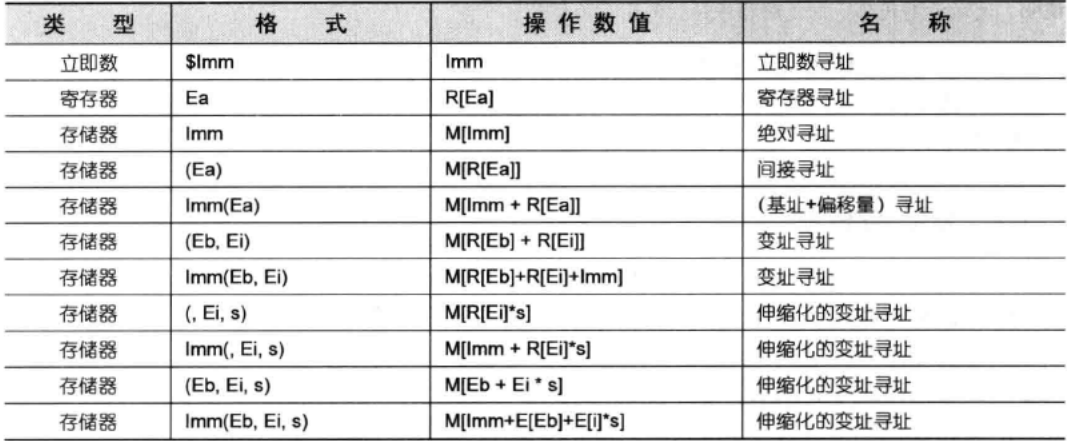 类 型 格 式 操 作 数 值 名 称
立即数 $Imm Imm 立即数寻址
寄存器 Ea R[Ea] 寄存器寻址
存储器 Imm M[Imm] 绝对寻址
存储器 (Ea) M[R[Ea]] 间接寻址
存储器 Imm(Ea) M[Imm + R[Ea]] (基址+偏移量) 寻址
存储器 (Eb, Ei) M[R[Eb] + R[Ei]] 变址寻址
存储器 Imm(Eb, Ei) M[R[Eb]+R[Ei]+Imm] 变址寻址
存储器 (, Ei, s) M[R[Ei]*s] 伸缩化的变址寻址
存储器 Imm(, Ei, s) M[Imm + R[Ei]*s] 伸缩化的变址寻址
存储器 (Eb, Ei, s) M[Eb + Ei * s] 伸缩化的变址寻址
存储器 Imm(Eb, Ei, s) M[Imm+E[Eb]+E[i]*s] 伸缩化的变址寻址